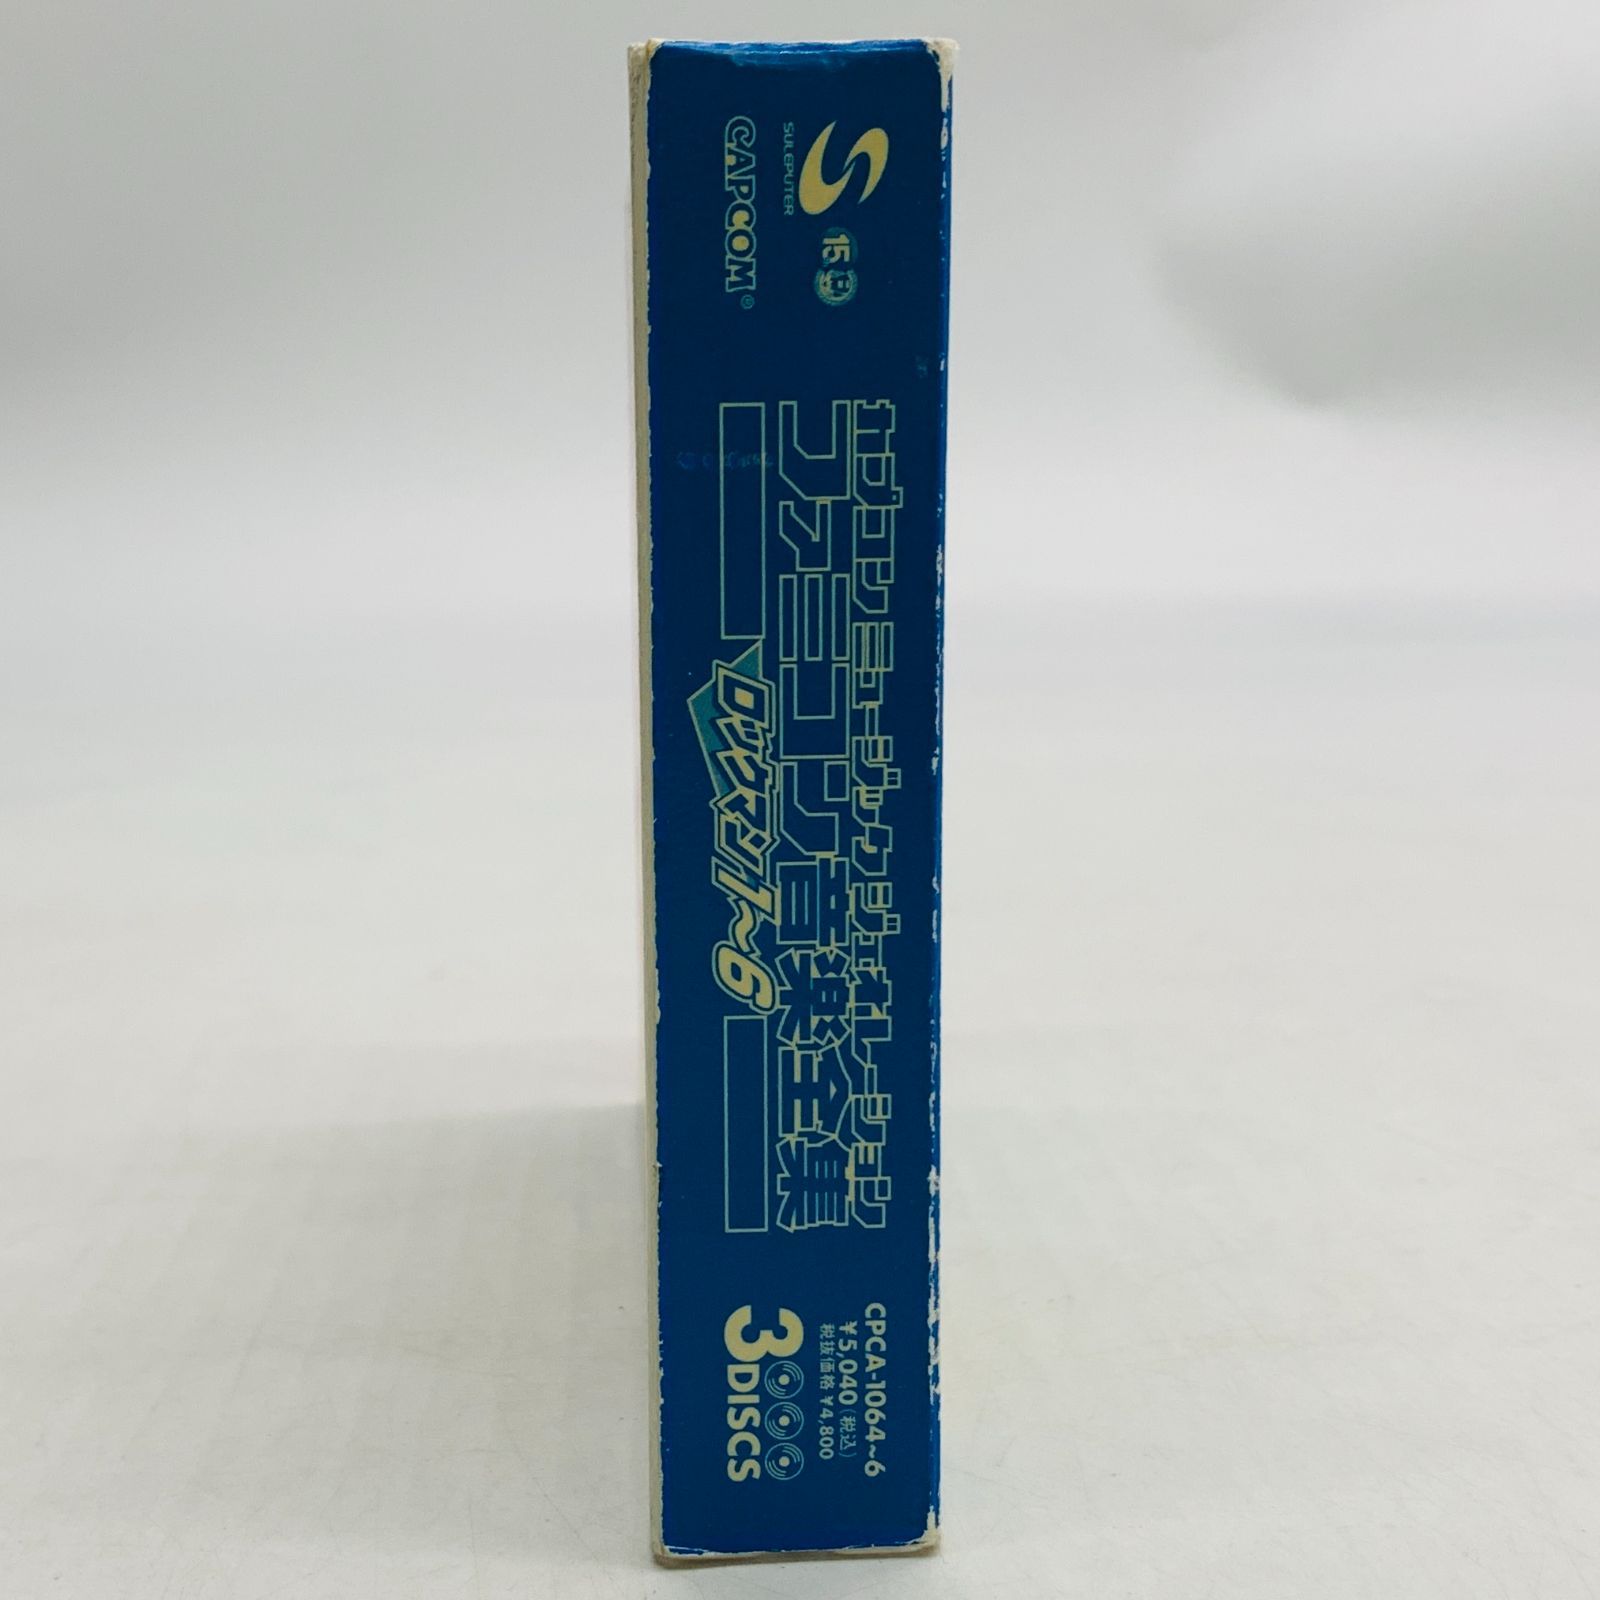 SULEPUTER
CAPCOM
15
カプコン ミュージック ジェネレーション
ファミコン音楽全集
ロックマン1~6
CPCA-1064~6
¥5,040(税込)
税抜価格 ¥4,800
3DISCS